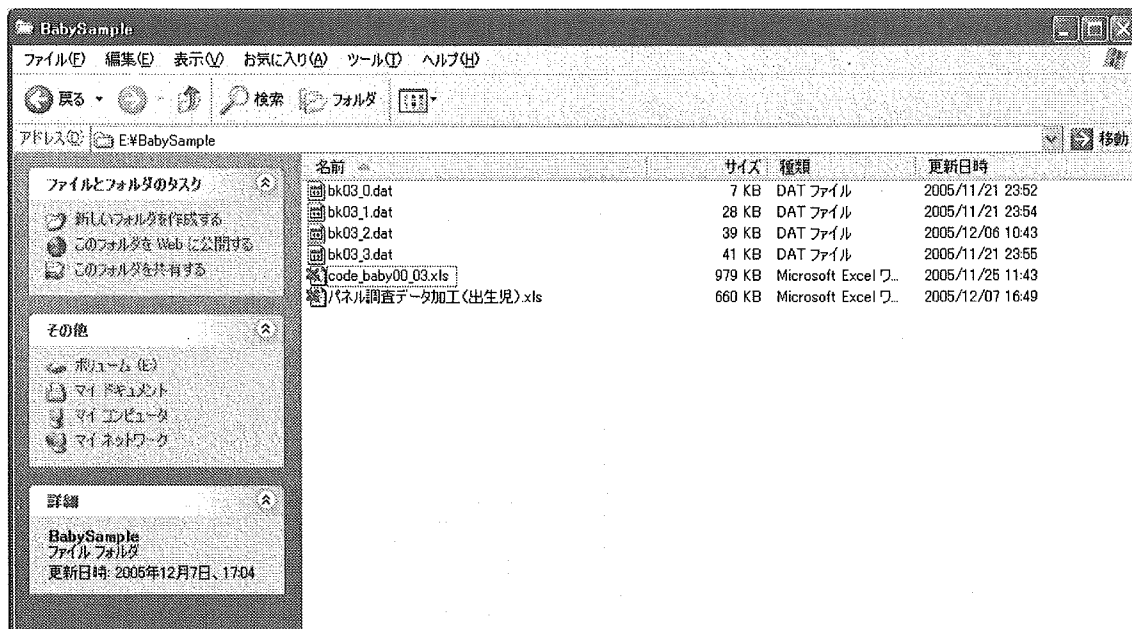 BabySample
ファイル(F) 編集(E) 表示(V) お気に入り(A) ツール(T) ヘルプ(H)
戻る 検索 フォルダ
アドレス(D) E:¥BabySample 移動
ファイルとフォルダのタスク
新しいフォルダを作成する
このフォルダを Web に公開する
このフォルダを共有する
その他
ボリューム (E)
マイ ドキュメント
マイ コンピュータ
マイ ネットワーク
詳細
BabySample
ファイル フォルダ
更新日時: 2005年12月7日、17:04
名前 サイズ 種類 更新日時
bk03_0.dat 7 KB DAT ファイル 2005/11/21 23:52
bk03_1.dat 28 KB DAT ファイル 2005/11/21 23:54
bk03_2.dat 39 KB DAT ファイル 2005/12/06 10:43
bk03_3.dat 41 KB DAT ファイル 2005/11/21 23:55
code_baby00_03.xls 979 KB Microsoft Excel ワ... 2005/11/25 11:43
パネル調査データ加工(出生児).xls 660 KB Microsoft Excel ワ... 2005/12/07 16:49